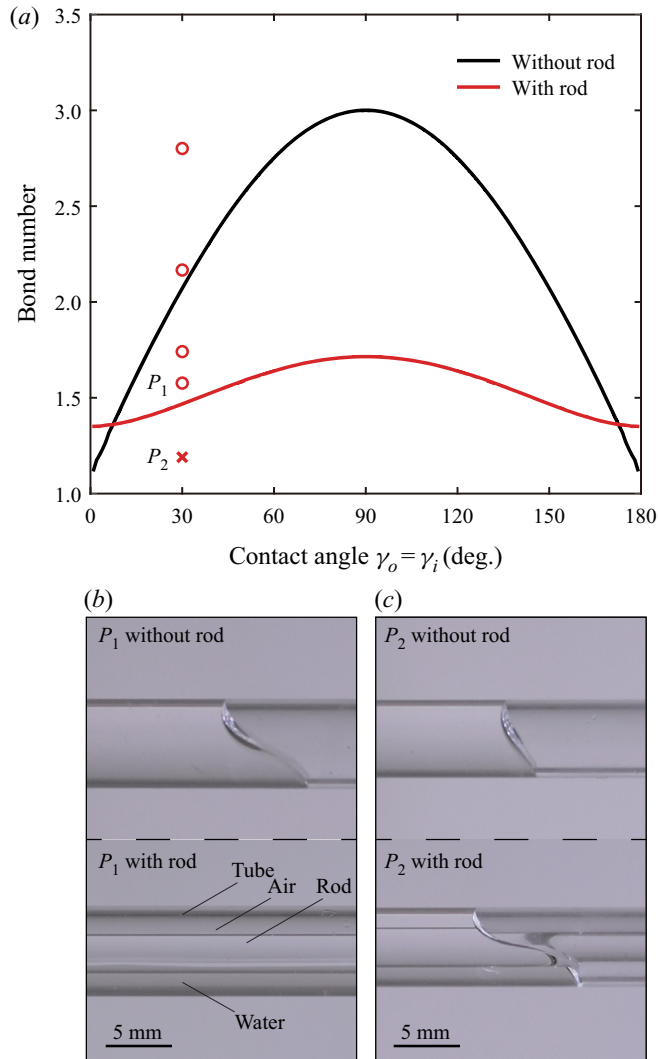 (a)
3.5
3.0
2.5
2.0
1.5
1.0
Bond number
Without rod
With rod
P₁
P₂
0 30 60 90 120 150 180
Contact angle γₒ = γᵢ (deg.)
(b)
P₁ without rod
P₁ with rod
Tube
Air
Rod
Water
5 mm
(c)
P₂ without rod
P₂ with rod
5 mm